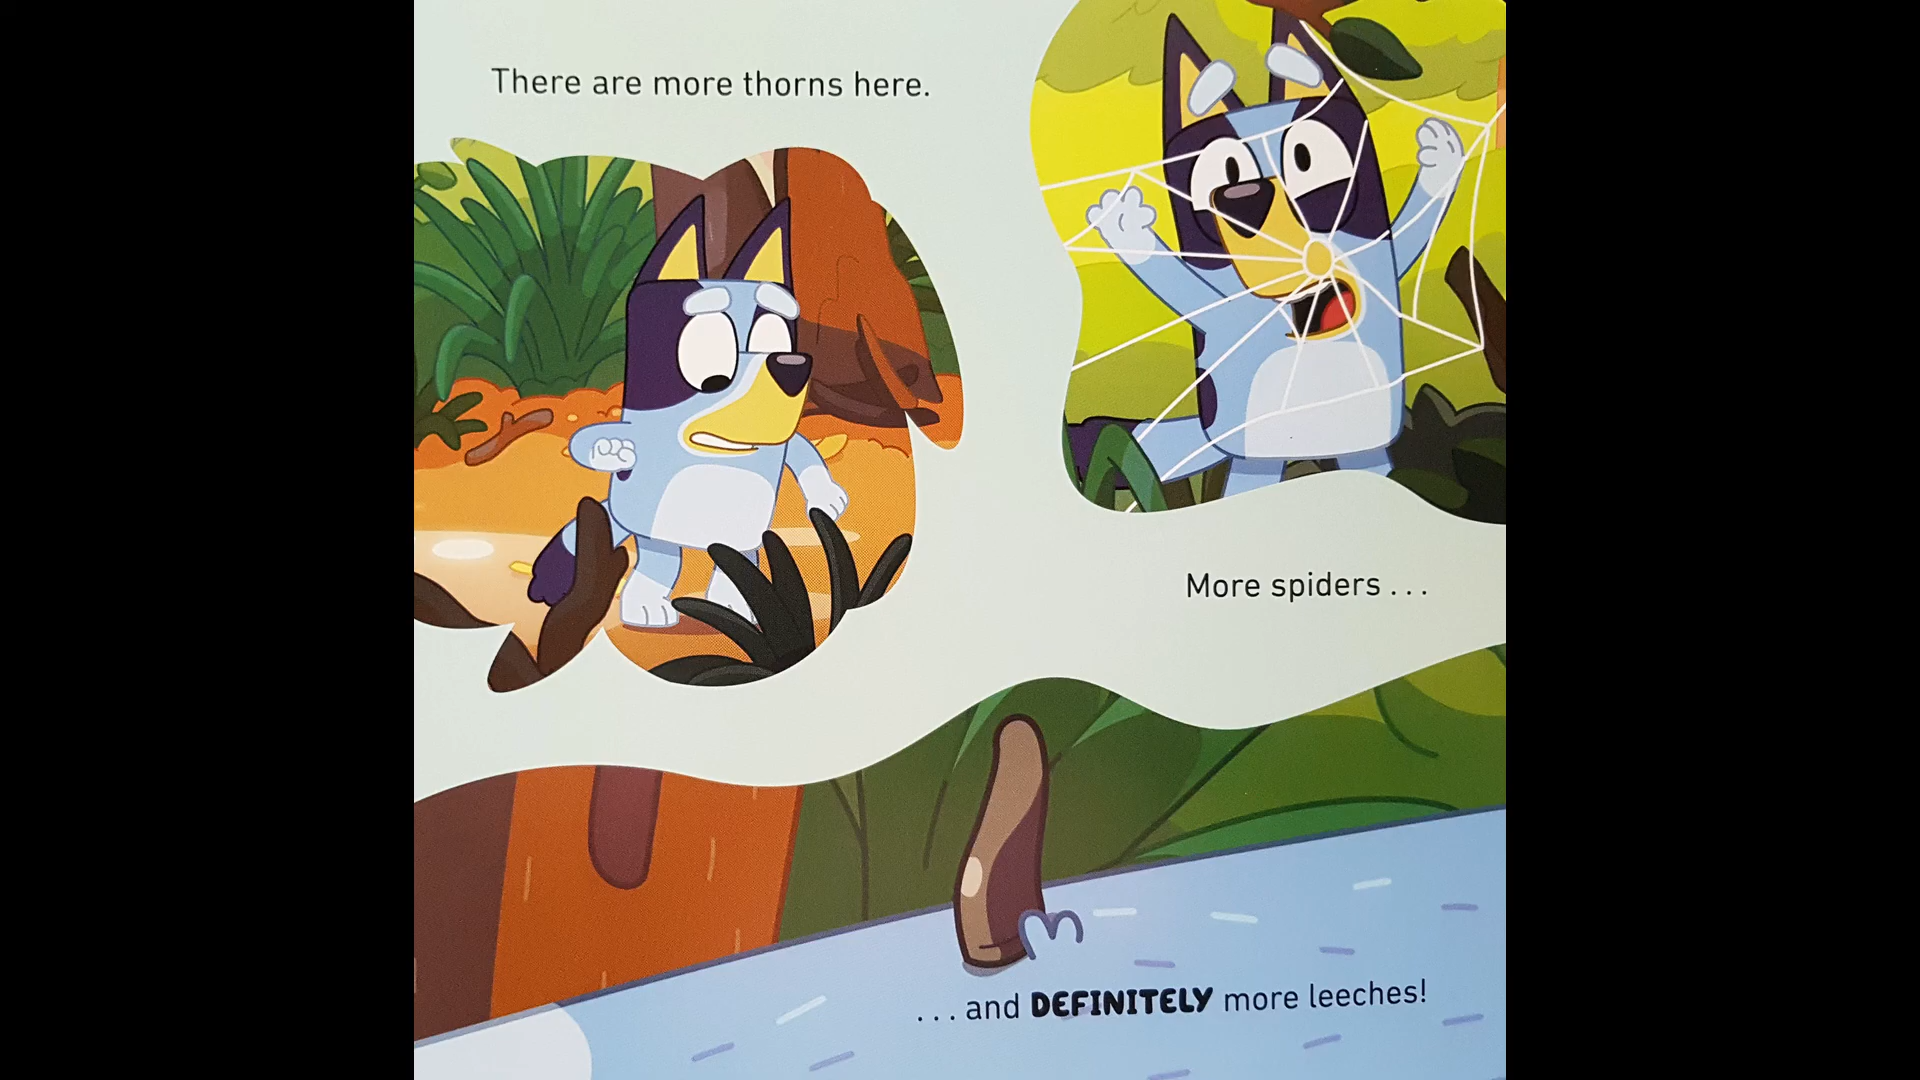 There are more thorns here.
More spiders . . .
. . . and DEFINITELY more leeches!